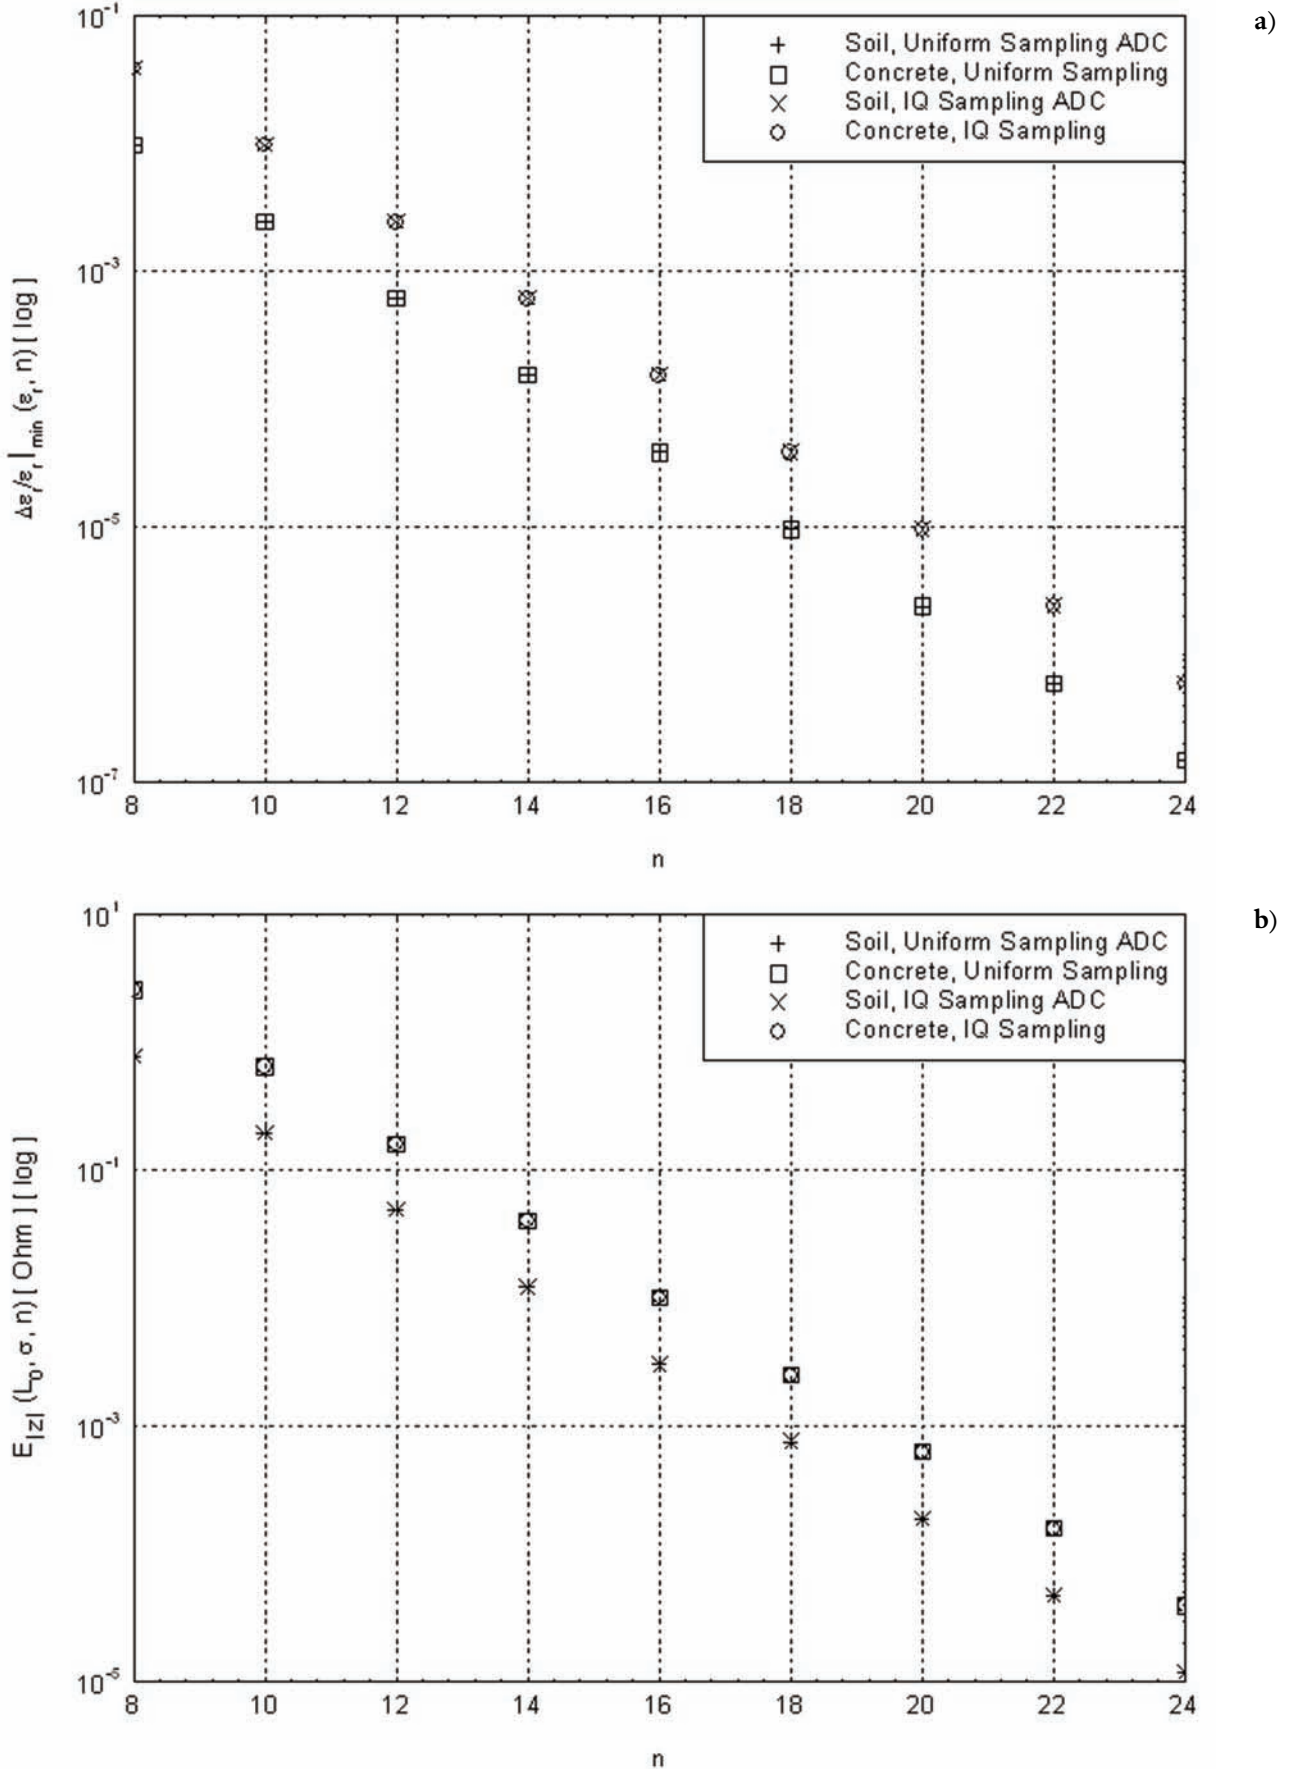 a)
10⁻¹
Soil, Uniform Sampling ADC
Concrete, Uniform Sampling
Soil, IQ Sampling ADC
Concrete, IQ Sampling
10⁻³
10⁻⁵
10⁻⁷
Δεᵣ/εᵣ|min (εᵣ, n) [ log ]
8 10 12 14 16 18 20 22 24
n
b)
10¹
Soil, Uniform Sampling ADC
Concrete, Uniform Sampling
Soil, IQ Sampling ADC
Concrete, IQ Sampling
10⁻¹
10⁻³
10⁻⁵
E|z| (L₀, σ, n) [ Ohm ] [ log ]
8 10 12 14 16 18 20 22 24
n